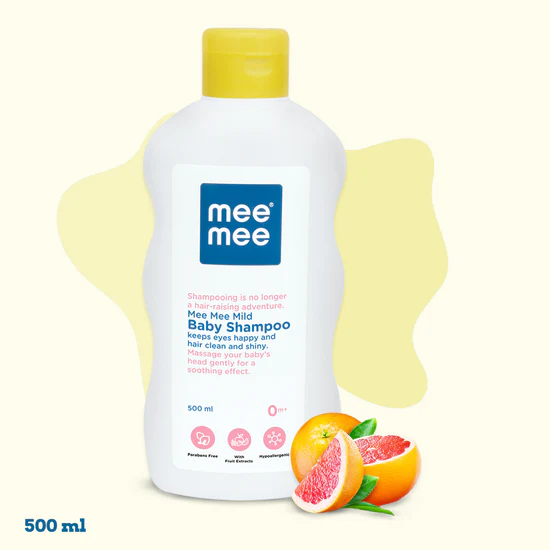 mee®
mee
Shampooing is no longer
a hair-raising adventure.
Mee Mee Mild
Baby Shampoo
keeps eyes happy and
hair clean and shiny.
Massage your baby's
head gently for a
soothing effect.
500 ml
0m+
Parabens Free
With
Fruit Extracts
Hypoallergenic
500 ml